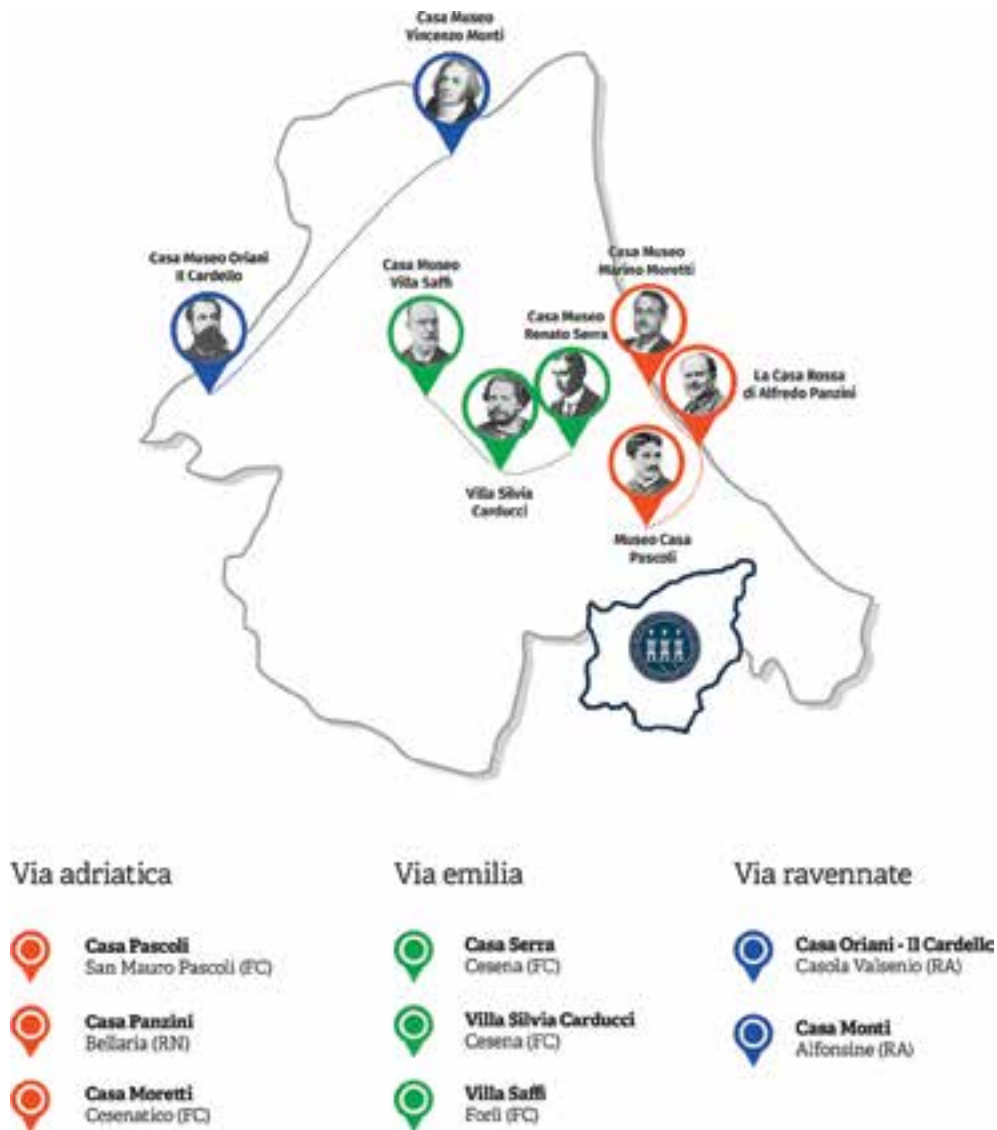 Casa Museo
Vincenzo Monti
Casa Museo Oriani
Il Cardello
Casa Museo
Villa Saffi
Casa Museo
Renato Serra
Casa Museo
Marino Moretti
La Casa Rossa
di Alfredo Panzini
Villa Silvia
Carducci
Museo Casa
Pascoli
Via adriatica
Casa Pascoli
San Mauro Pascoli (FC)
Casa Panzini
Bellaria (RN)
Casa Moretti
Cesenatico (FC)
Via emilia
Casa Serra
Cesena (FC)
Villa Silvia Carducci
Cesena (FC)
Villa Saffi
Forlì (FC)
Via ravennate
Casa Oriani - Il Cardello
Casola Valsenio (RA)
Casa Monti
Alfonsine (RA)